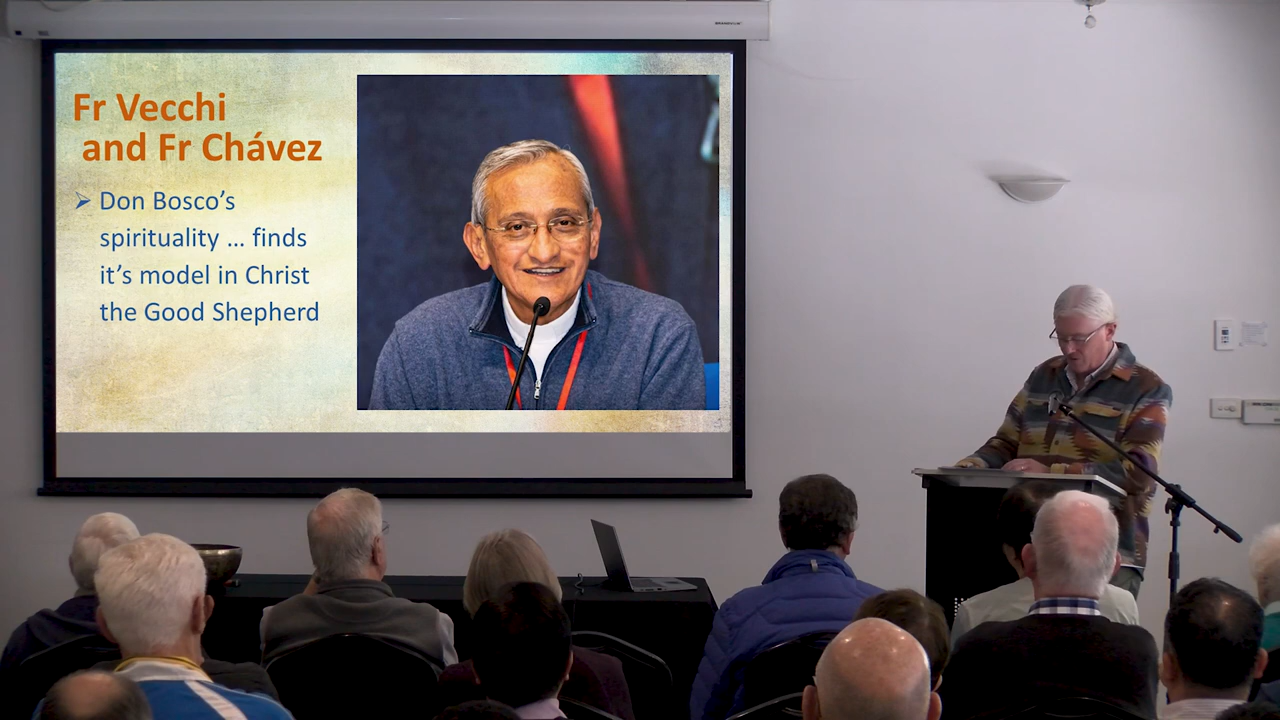 Fr Vecchi
and Fr Chávez
➢ Don Bosco’s
spirituality … finds
it’s model in Christ
the Good Shepherd